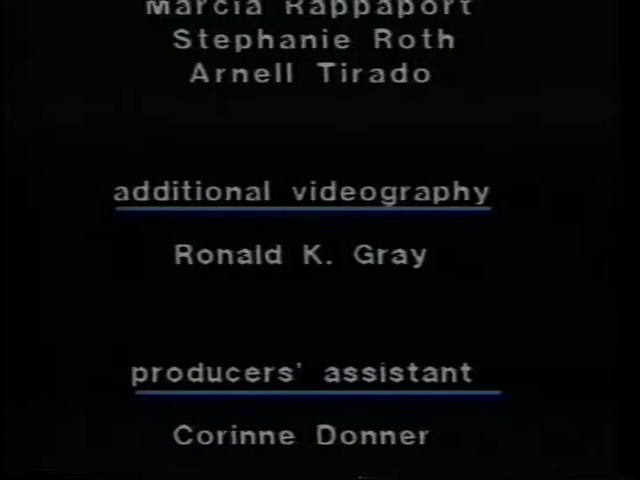 Marcia Rappaport
Stephanie Roth
Arnell Tirado
additional videography
Ronald K. Gray
producers' assistant
Corinne Donner